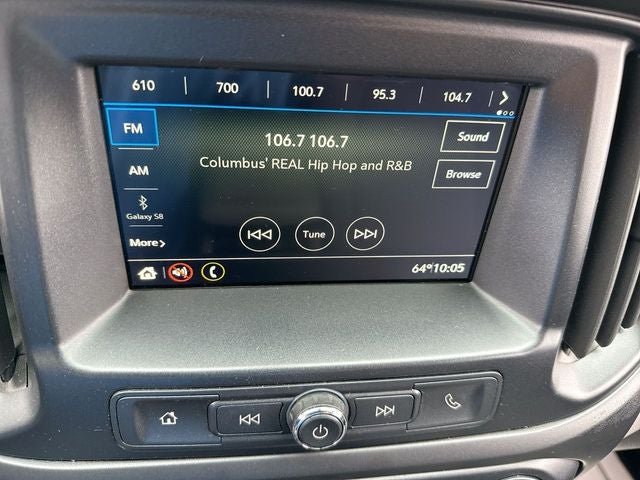 610 700 100.7 95.3 104.7
FM
106.7 106.7
Sound
Columbus' REAL Hip Hop and R&B
AM
Browse
Galaxy S8
Tune
More
64° 10:05